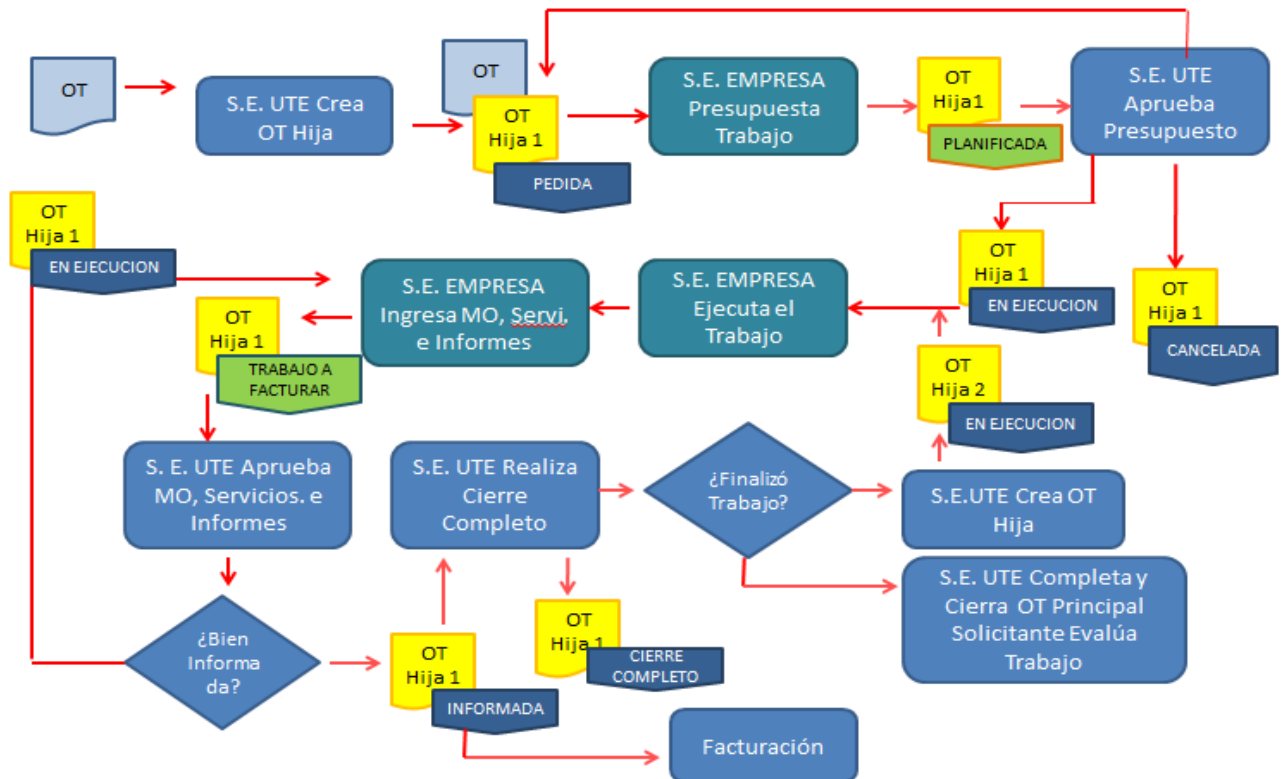 OT
S.E. UTE Crea
OT Hija
OT
OT
Hija 1
PEDIDA
S.E. EMPRESA
Presupuesta
Trabajo
OT
Hija1
PLANIFICADA
S.E. UTE
Aprueba
Presupuesto
OT
Hija 1
EN EJECUCION
S.E. EMPRESA
Ingresa MO, Servi,
e Informes
S.E. EMPRESA
Ejecuta el
Trabajo
OT
Hija 1
EN EJECUCION
OT
Hija 1
CANCELADA
OT
Hija 1
TRABAJO A
FACTURAR
OT
Hija 2
EN EJECUCION
S. E. UTE Aprueba
MO, Servicios. e
Informes
S.E. UTE Realiza
Cierre
Completo
¿Finalizó
Trabajo?
S.E.UTE Crea OT
Hija
S.E. UTE Completa y
Cierra OT Principal
Solicitante Evalúa
Trabajo
¿Bien
Informa
da?
OT
Hija 1
INFORMADA
OT
Hija 1
CIERRE
COMPLETO
Facturación